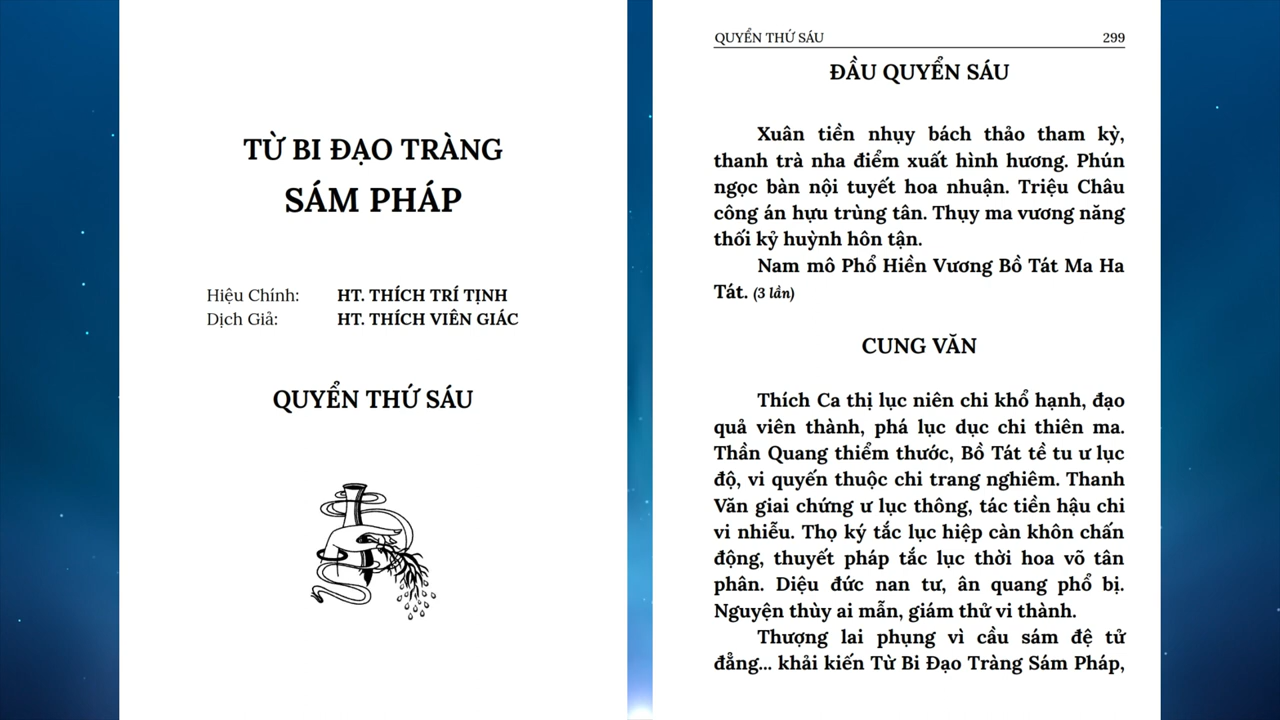 TỪ BI ĐẠO TRÀNG
SÁM PHÁP
Hiệu Chính: HT. THÍCH TRÍ TỊNH
Dịch Giả: HT. THÍCH VIÊN GIÁC
QUYỂN THỨ SÁU
QUYỂN THỨ SÁU 299
ĐẦU QUYỂN SÁU
Xuân tiền nhụy bách thảo tham kỳ,
thanh trà nha điểm xuất hình hương. Phún
ngọc bàn nội tuyết hoa nhuận. Triệu Châu
công án hựu trùng tân. Thụy ma vương năng
thối kỷ huỳnh hôn tận.
Nam mô Phổ Hiền Vương Bồ Tát Ma Ha
Tát. (3 lần)
CUNG VĂN
Thích Ca thị lục niên chi khổ hạnh, đạo
quả viên thành, phá lục dục chi thiên ma.
Thần Quang thiểm thước, Bồ Tát tề tu ư lục
độ, vi quyến thuộc chi trang nghiêm. Thanh
Văn giai chứng ư lục thông, tác tiền hậu chi
vi nhiễu. Thọ ký tắc lục hiệp càn khôn chấn
động, thuyết pháp tắc lục thời hoa võ tân
phân. Diệu đức nan tư, ân quang phổ bị.
Nguyện thùy ai mẫn, giám thử vi thành.
Thượng lai phụng vì cầu sám đệ tử
đẳng... khải kiến Từ Bi Đạo Tràng Sám Pháp,